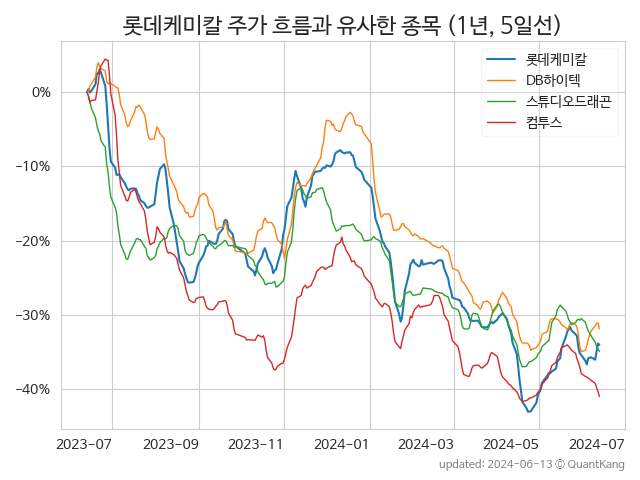 롯데케미칼 주가 흐름과 유사한 종목 (1년, 5일선)
롯데케미칼
DB하이텍
스튜디오드래곤
컴투스
0%
−10%
−20%
−30%
−40%
2023-07 2023-09 2023-11 2024-01 2024-03 2024-05 2024-07
updated: 2024-06-13 © QuantKang